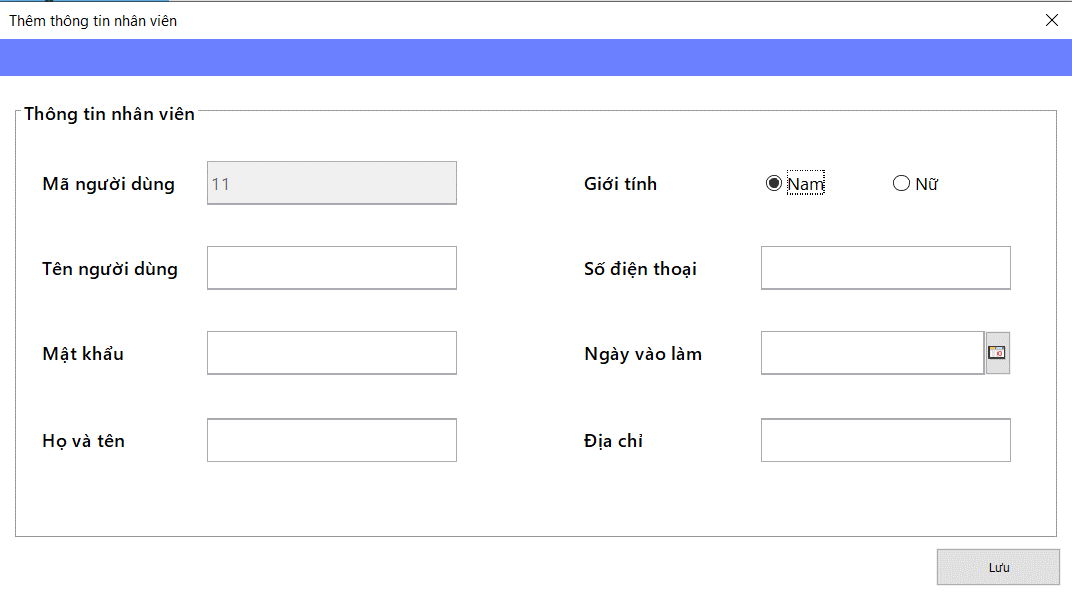 Thêm thông tin nhân viên
Thông tin nhân viên
Mã người dùng 11 Giới tính Nam Nữ
Tên người dùng Số điện thoại
Mật khẩu Ngày vào làm
Họ và tên Địa chỉ
Lưu